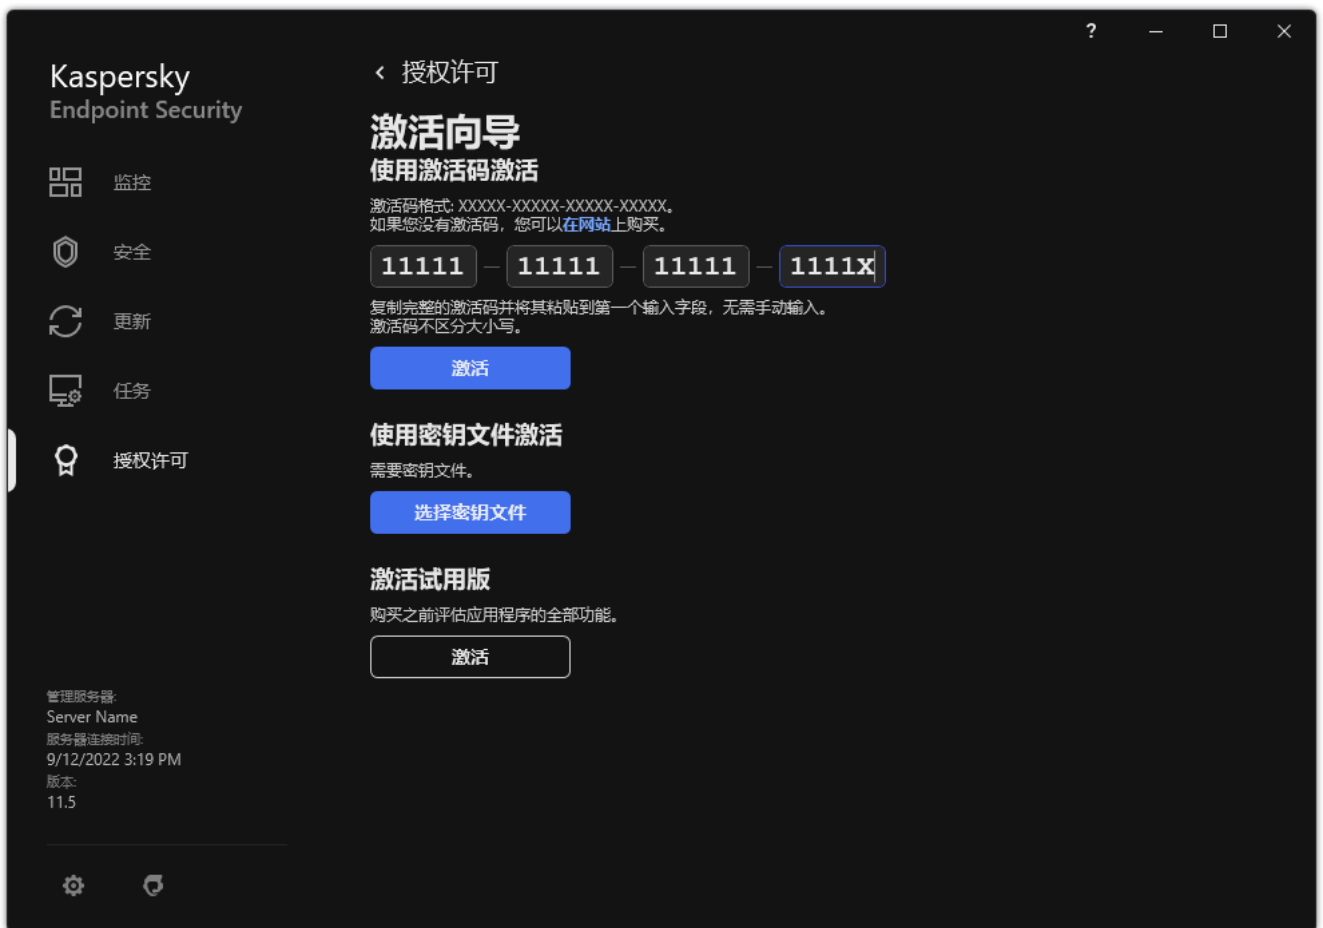 ?
Kaspersky
Endpoint Security
监控
安全
更新
任务
授权许可
管理服务器:
Server Name
服务器连接时间:
9/12/2022 3:19 PM
版本:
11.5
授权许可
激活向导
使用激活码激活
激活码格式: XXXXX-XXXXX-XXXXX-XXXXX。
如果您没有激活码，您可以在网站上购买。
11111 — 11111 — 11111 — 1111X
复制完整的激活码并将其粘贴到第一个输入字段，无需手动输入。
激活码不区分大小写。
激活
使用密钥文件激活
需要密钥文件。
选择密钥文件
激活试用版
购买之前评估应用程序的全部功能。
激活